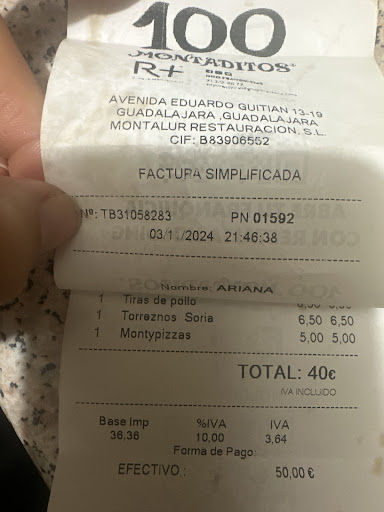 100
MONTADITOS
R+
AVENIDA EDUARDO GUITIAN 13-19
GUADALAJARA ,GUADALAJARA
MONTALUR RESTAURACION, S.L.
CIF: B83906552
FACTURA SIMPLIFICADA
Nº: TB31058283 PN 01592
03/11/2024 21:46:38
Nombre: ARIANA
1 Tiras de pollo
1 Torreznos Soria 6,50 6,50
1 Montypizzas 5,00 5,00
TOTAL: 40€
IVA INCLUIDO
Base Imp %IVA IVA
36,36 10,00 3,64
Forma de Pago:
EFECTIVO : 50,00 €